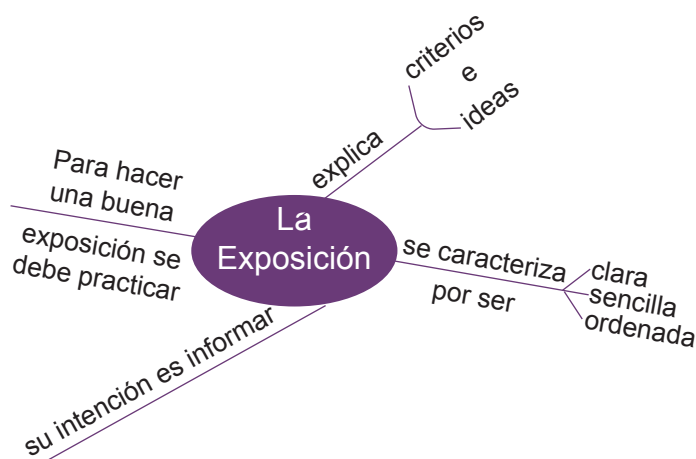 La
Exposición
explica
criterios
e
ideas
se caracteriza
por ser
clara
sencilla
ordenada
su intención es informar
Para hacer
una buena
exposición se
debe practicar